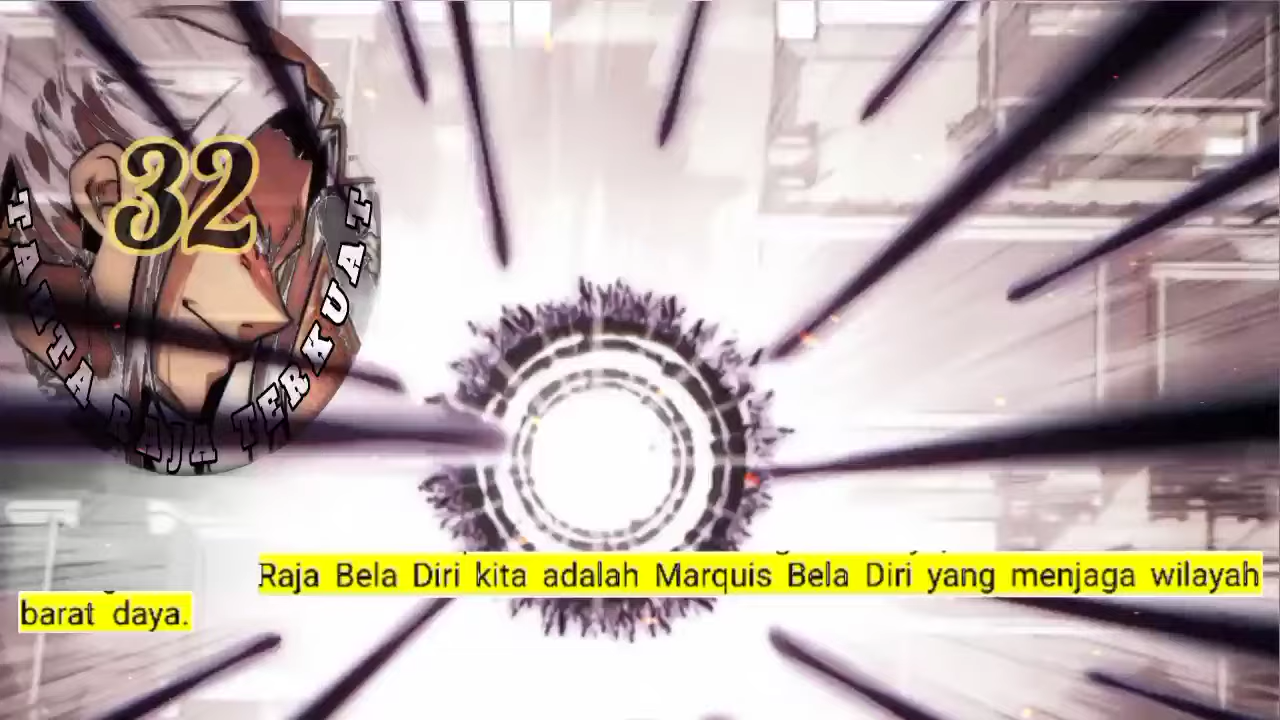 32
TAHTA RAJA TERKUAT
Raja Bela Diri kita adalah Marquis Bela Diri yang menjaga wilayah
barat daya.